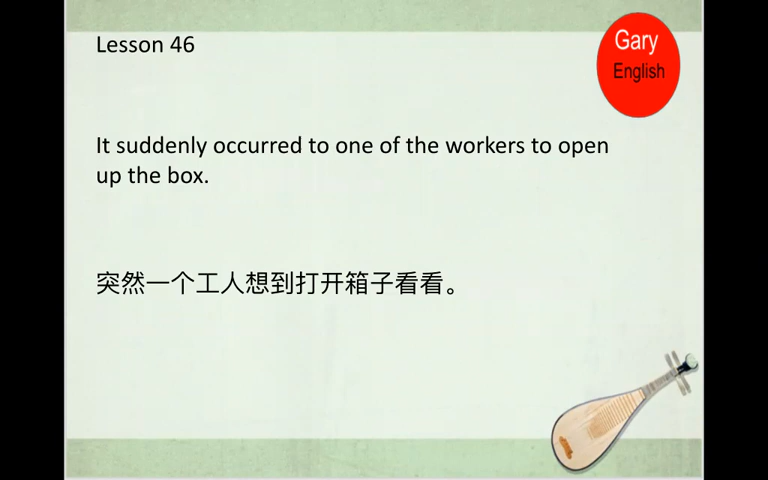 Lesson 46
Gary
English
It suddenly occurred to one of the workers to open
up the box.
突然一个工人想到打开箱子看看。